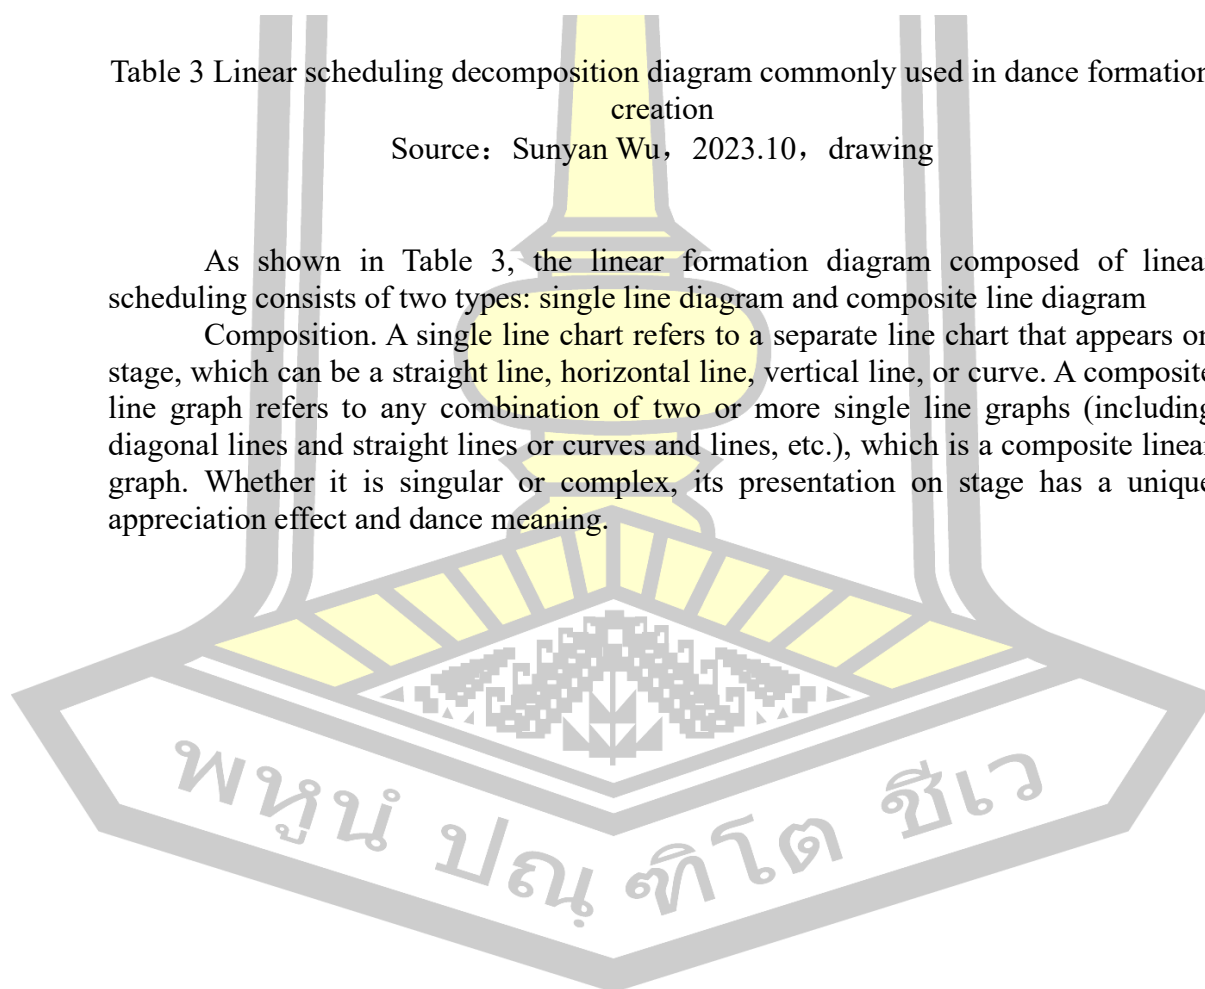 Table 3 Linear scheduling decomposition diagram commonly used in dance formation
creation
Source：Sunyan Wu，2023.10，drawing
As shown in Table 3, the linear formation diagram composed of linear
scheduling consists of two types: single line diagram and composite line diagram
Composition. A single line chart refers to a separate line chart that appears on
stage, which can be a straight line, horizontal line, vertical line, or curve. A composite
line graph refers to any combination of two or more single line graphs (including
diagonal lines and straight lines or curves and lines, etc.), which is a composite linear
graph. Whether it is singular or complex, its presentation on stage has a unique
appreciation effect and dance meaning.
พหูนํ ปณฺฑิโต ชีเว